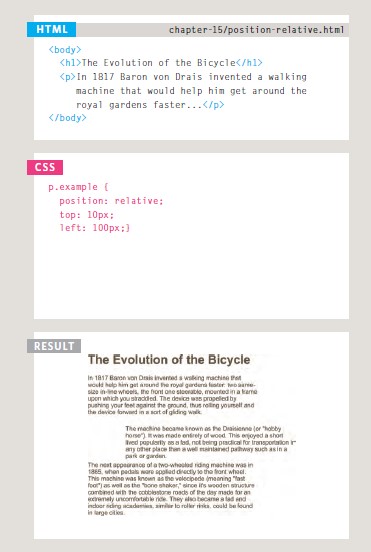 HTML
chapter-15/position-relative.html
<body>
<h1>The Evolution of the Bicycle</h1>
<p>In 1817 Baron von Drais invented a walking
machine that would help him get around the
royal gardens faster...</p>
</body>
CSS
p.example {
position: relative;
top: 10px;
left: 100px;}
RESULT
The Evolution of the Bicycle
In 1817 Baron von Drais invented a walking machine that
would help him get around the royal gardens faster: two same-
size in-line wheels, the front one steerable, mounted in a frame
upon which you straddled. The device was propelled by
pushing your feet against the ground, thus rolling yourself and
the device forward in a sort of gliding walk.
The machine became known as the Draisienne (or "hobby
horse"). It was made entirely of wood. This enjoyed a short
lived popularity as a fad, not being practical for transportation in
any other place than a well maintained pathway such as in a
park or garden.
The next appearance of a two-wheeled riding machine was in
1865, when pedals were applied directly to the front wheel.
This machine was known as the velocipede (meaning "fast
foot") as well as the "bone shaker," since it's wooden structure
combined with the cobblestone roads of the day made for an
extremely uncomfortable ride. They also became a fad and
indoor riding academies, similar to roller rinks, could be found
in large cities.